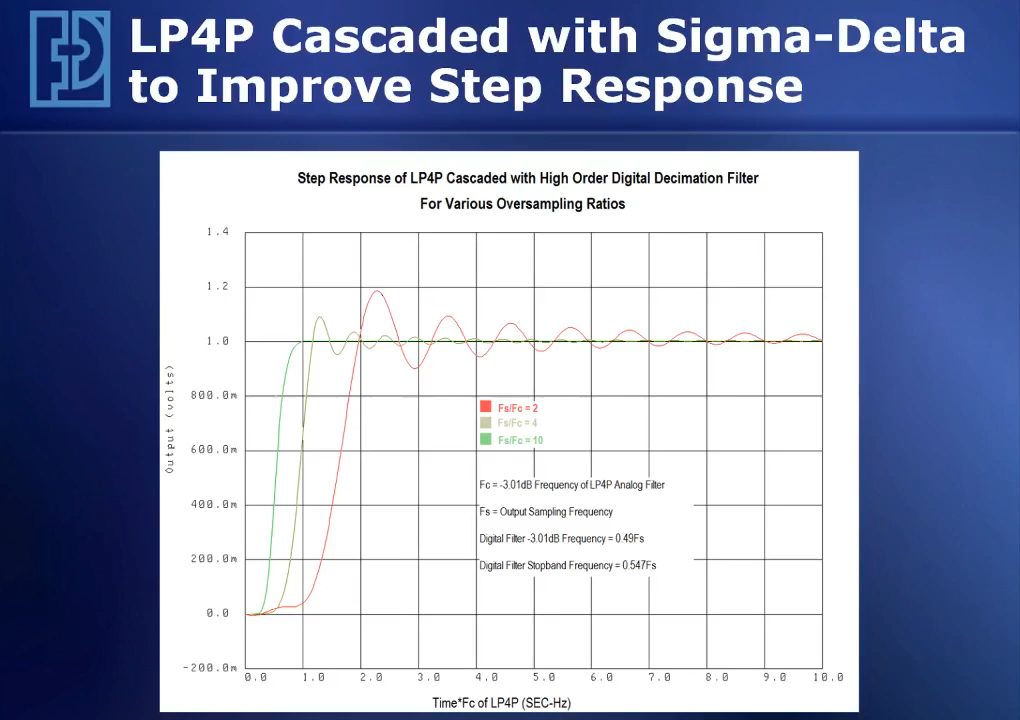 LP4P Cascaded with Sigma-Delta
to Improve Step Response
Step Response of LP4P Cascaded with High Order Digital Decimation Filter
For Various Oversampling Ratios
1.4
1.2
1.0
800.0m
600.0m
400.0m
200.0m
0.0
-200.0m
Output (volts)
Fs/Fc = 2
Fs/Fc = 4
Fs/Fc = 10
Fc = -3.01dB Frequency of LP4P Analog Filter
Fs = Output Sampling Frequency
Digital Filter -3.01dB Frequency = 0.49Fs
Digital Filter Stopband Frequency = 0.547Fs
0.0 1.0 2.0 3.0 4.0 5.0 6.0 7.0 8.0 9.0 10.0
Time*Fc of LP4P (SEC-Hz)